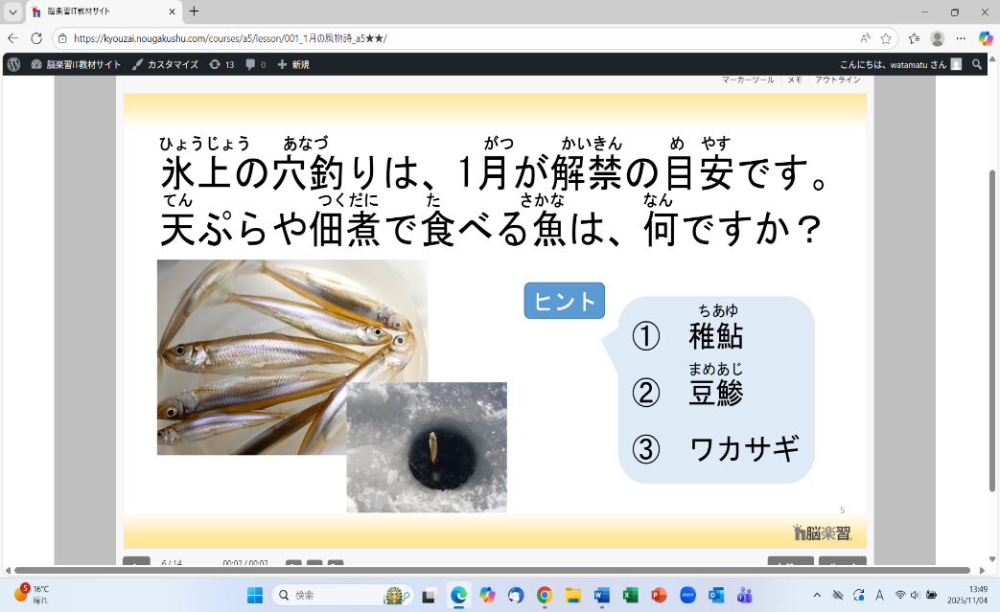 脳楽習IT教材サイト
https://kyouzai.nougakushu.com/courses/a5/lesson/001_1月の風物詩_a5★★/
脳楽習IT教材サイト カスタマイズ 13 0 新規 こんにちは、watamatu さん
マーカーツール メモ アウトライン
ひょうじょう あなづ がつ かいきん め やす
氷上の穴釣りは、1月が解禁の目安です。
てん つくだに た さかな なん
天ぷらや佃煮で食べる魚は、何ですか？
ヒント
ちあゆ
① 稚鮎
まめあじ
② 豆鯵
③ ワカサギ
5
脳楽習
6 / 14 00:02 / 00:02
5
16°C
晴れ
検索
A
13:49
2025/11/04